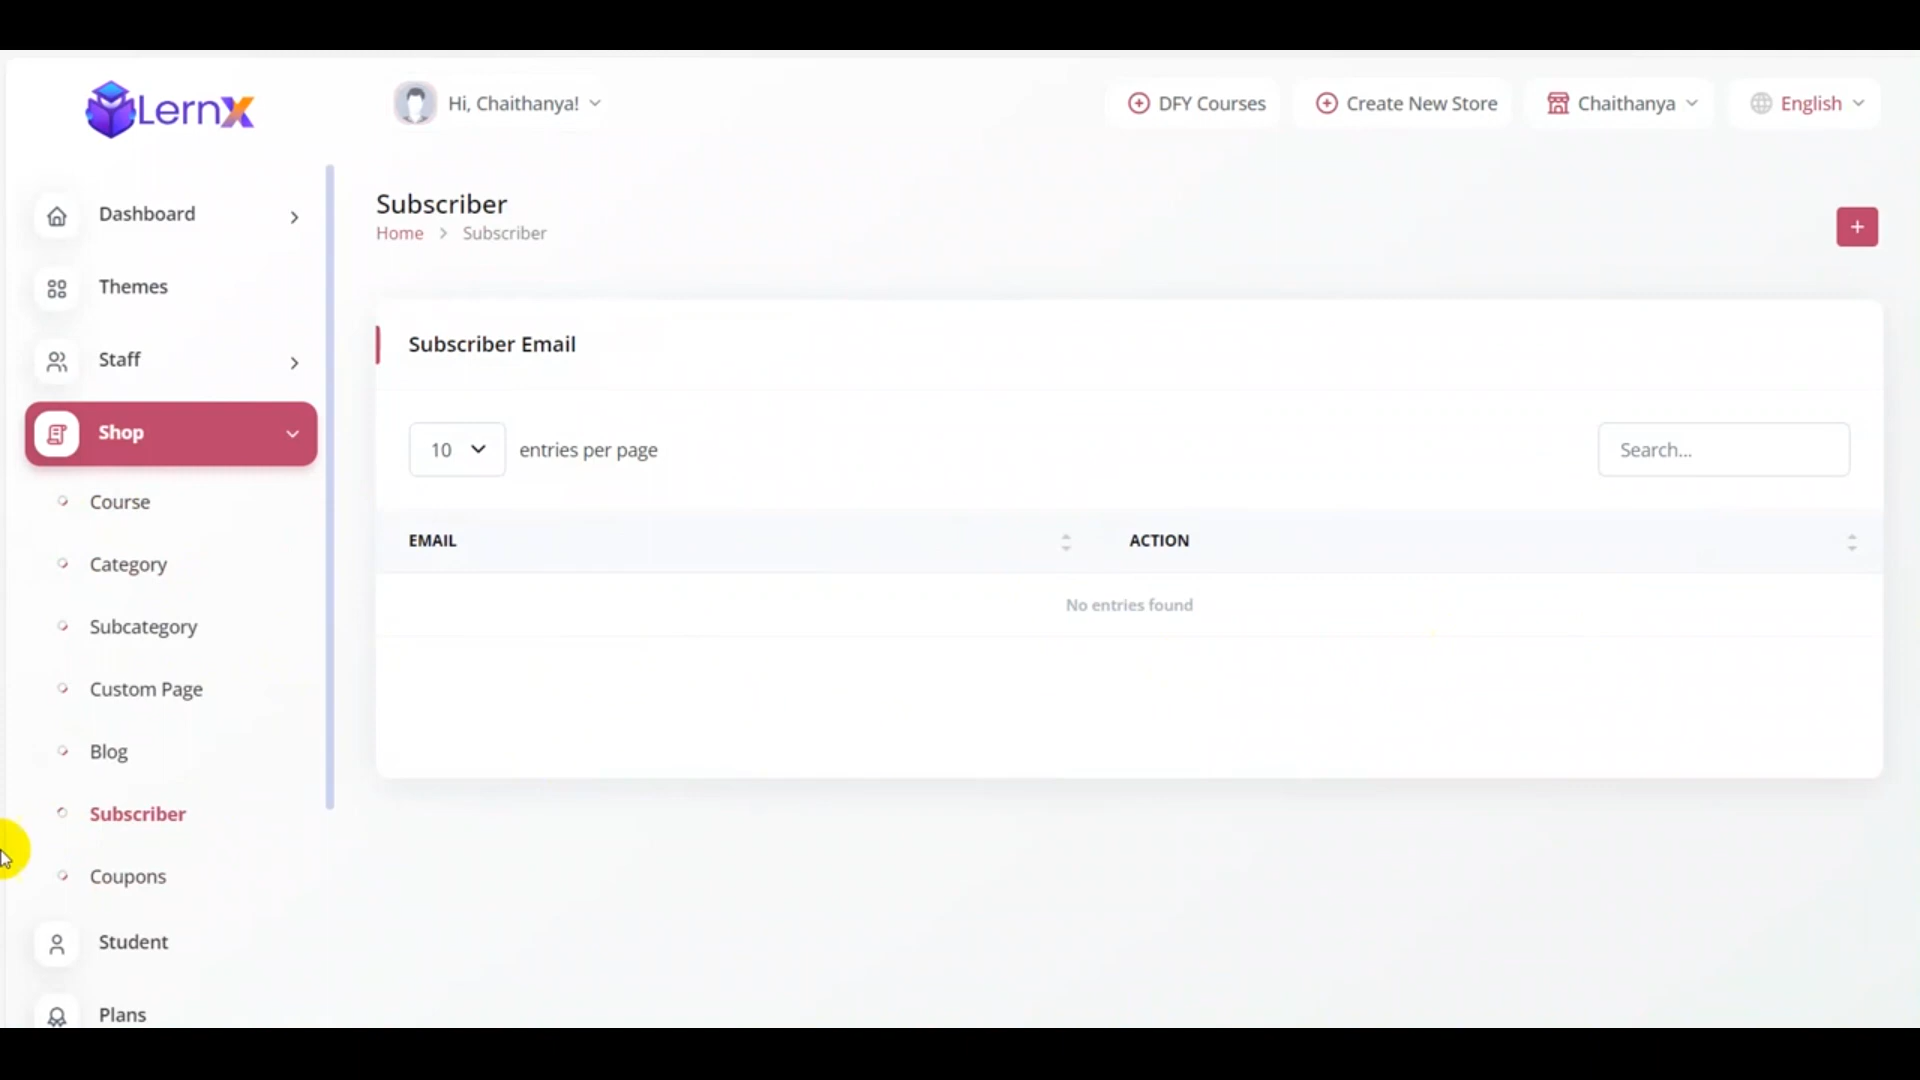 LernX
Hi, Chaithanya!
DFY Courses
Create New Store
Chaithanya
English
Dashboard
Themes
Staff
Shop
Course
Category
Subcategory
Custom Page
Blog
Subscriber
Coupons
Student
Plans
Subscriber
Home > Subscriber
+
Subscriber Email
10 entries per page
Search...
EMAIL ACTION
No entries found